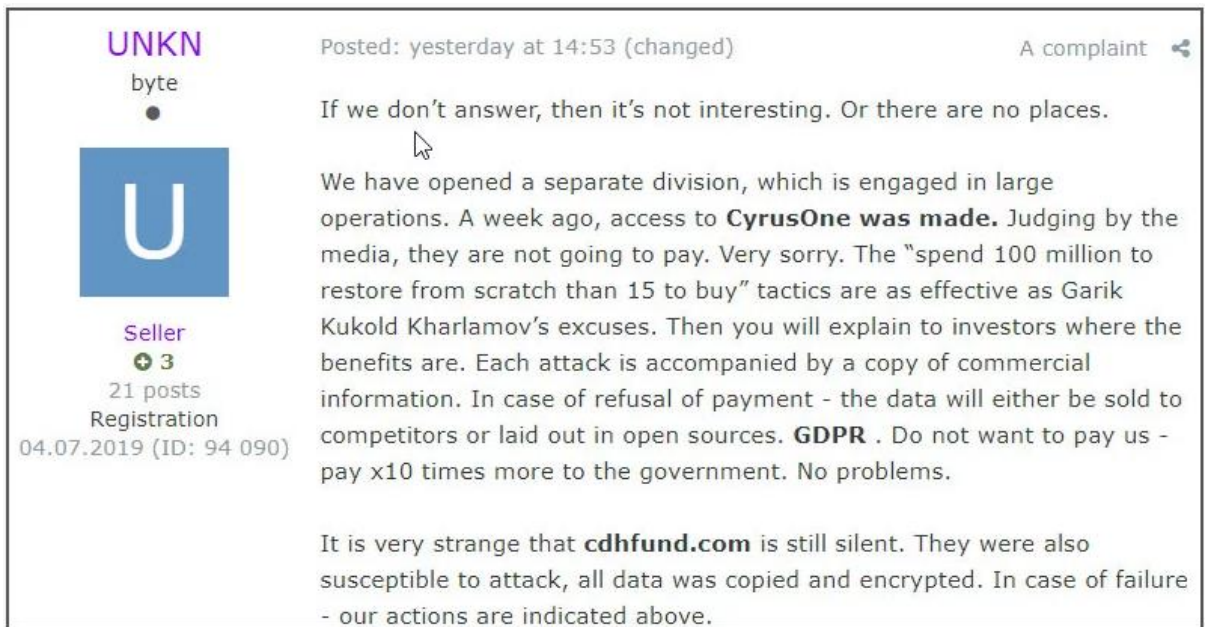 UNKN
byte
U
Seller
3
21 posts
Registration
04.07.2019 (ID: 94 090)
Posted: yesterday at 14:53 (changed)
A complaint
If we don’t answer, then it’s not interesting. Or there are no places.
We have opened a separate division, which is engaged in large
operations. A week ago, access to CyrusOne was made. Judging by the
media, they are not going to pay. Very sorry. The “spend 100 million to
restore from scratch than 15 to buy” tactics are as effective as Garik
Kukold Kharlamov’s excuses. Then you will explain to investors where the
benefits are. Each attack is accompanied by a copy of commercial
information. In case of refusal of payment - the data will either be sold to
competitors or laid out in open sources. GDPR . Do not want to pay us -
pay x10 times more to the government. No problems.
It is very strange that cdhfund.com is still silent. They were also
susceptible to attack, all data was copied and encrypted. In case of failure
- our actions are indicated above.